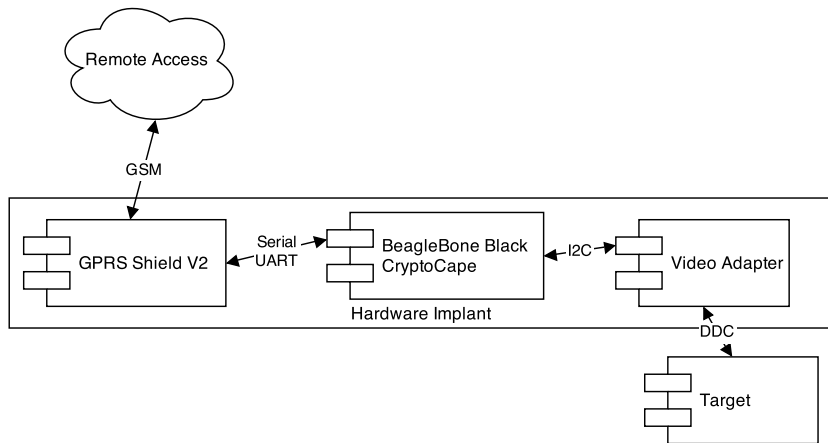 Remote Access
GSM
GPRS Shield V2
Serial
UART
BeagleBone Black
CryptoCape
I2C
Video Adapter
Hardware Implant
DDC
Target